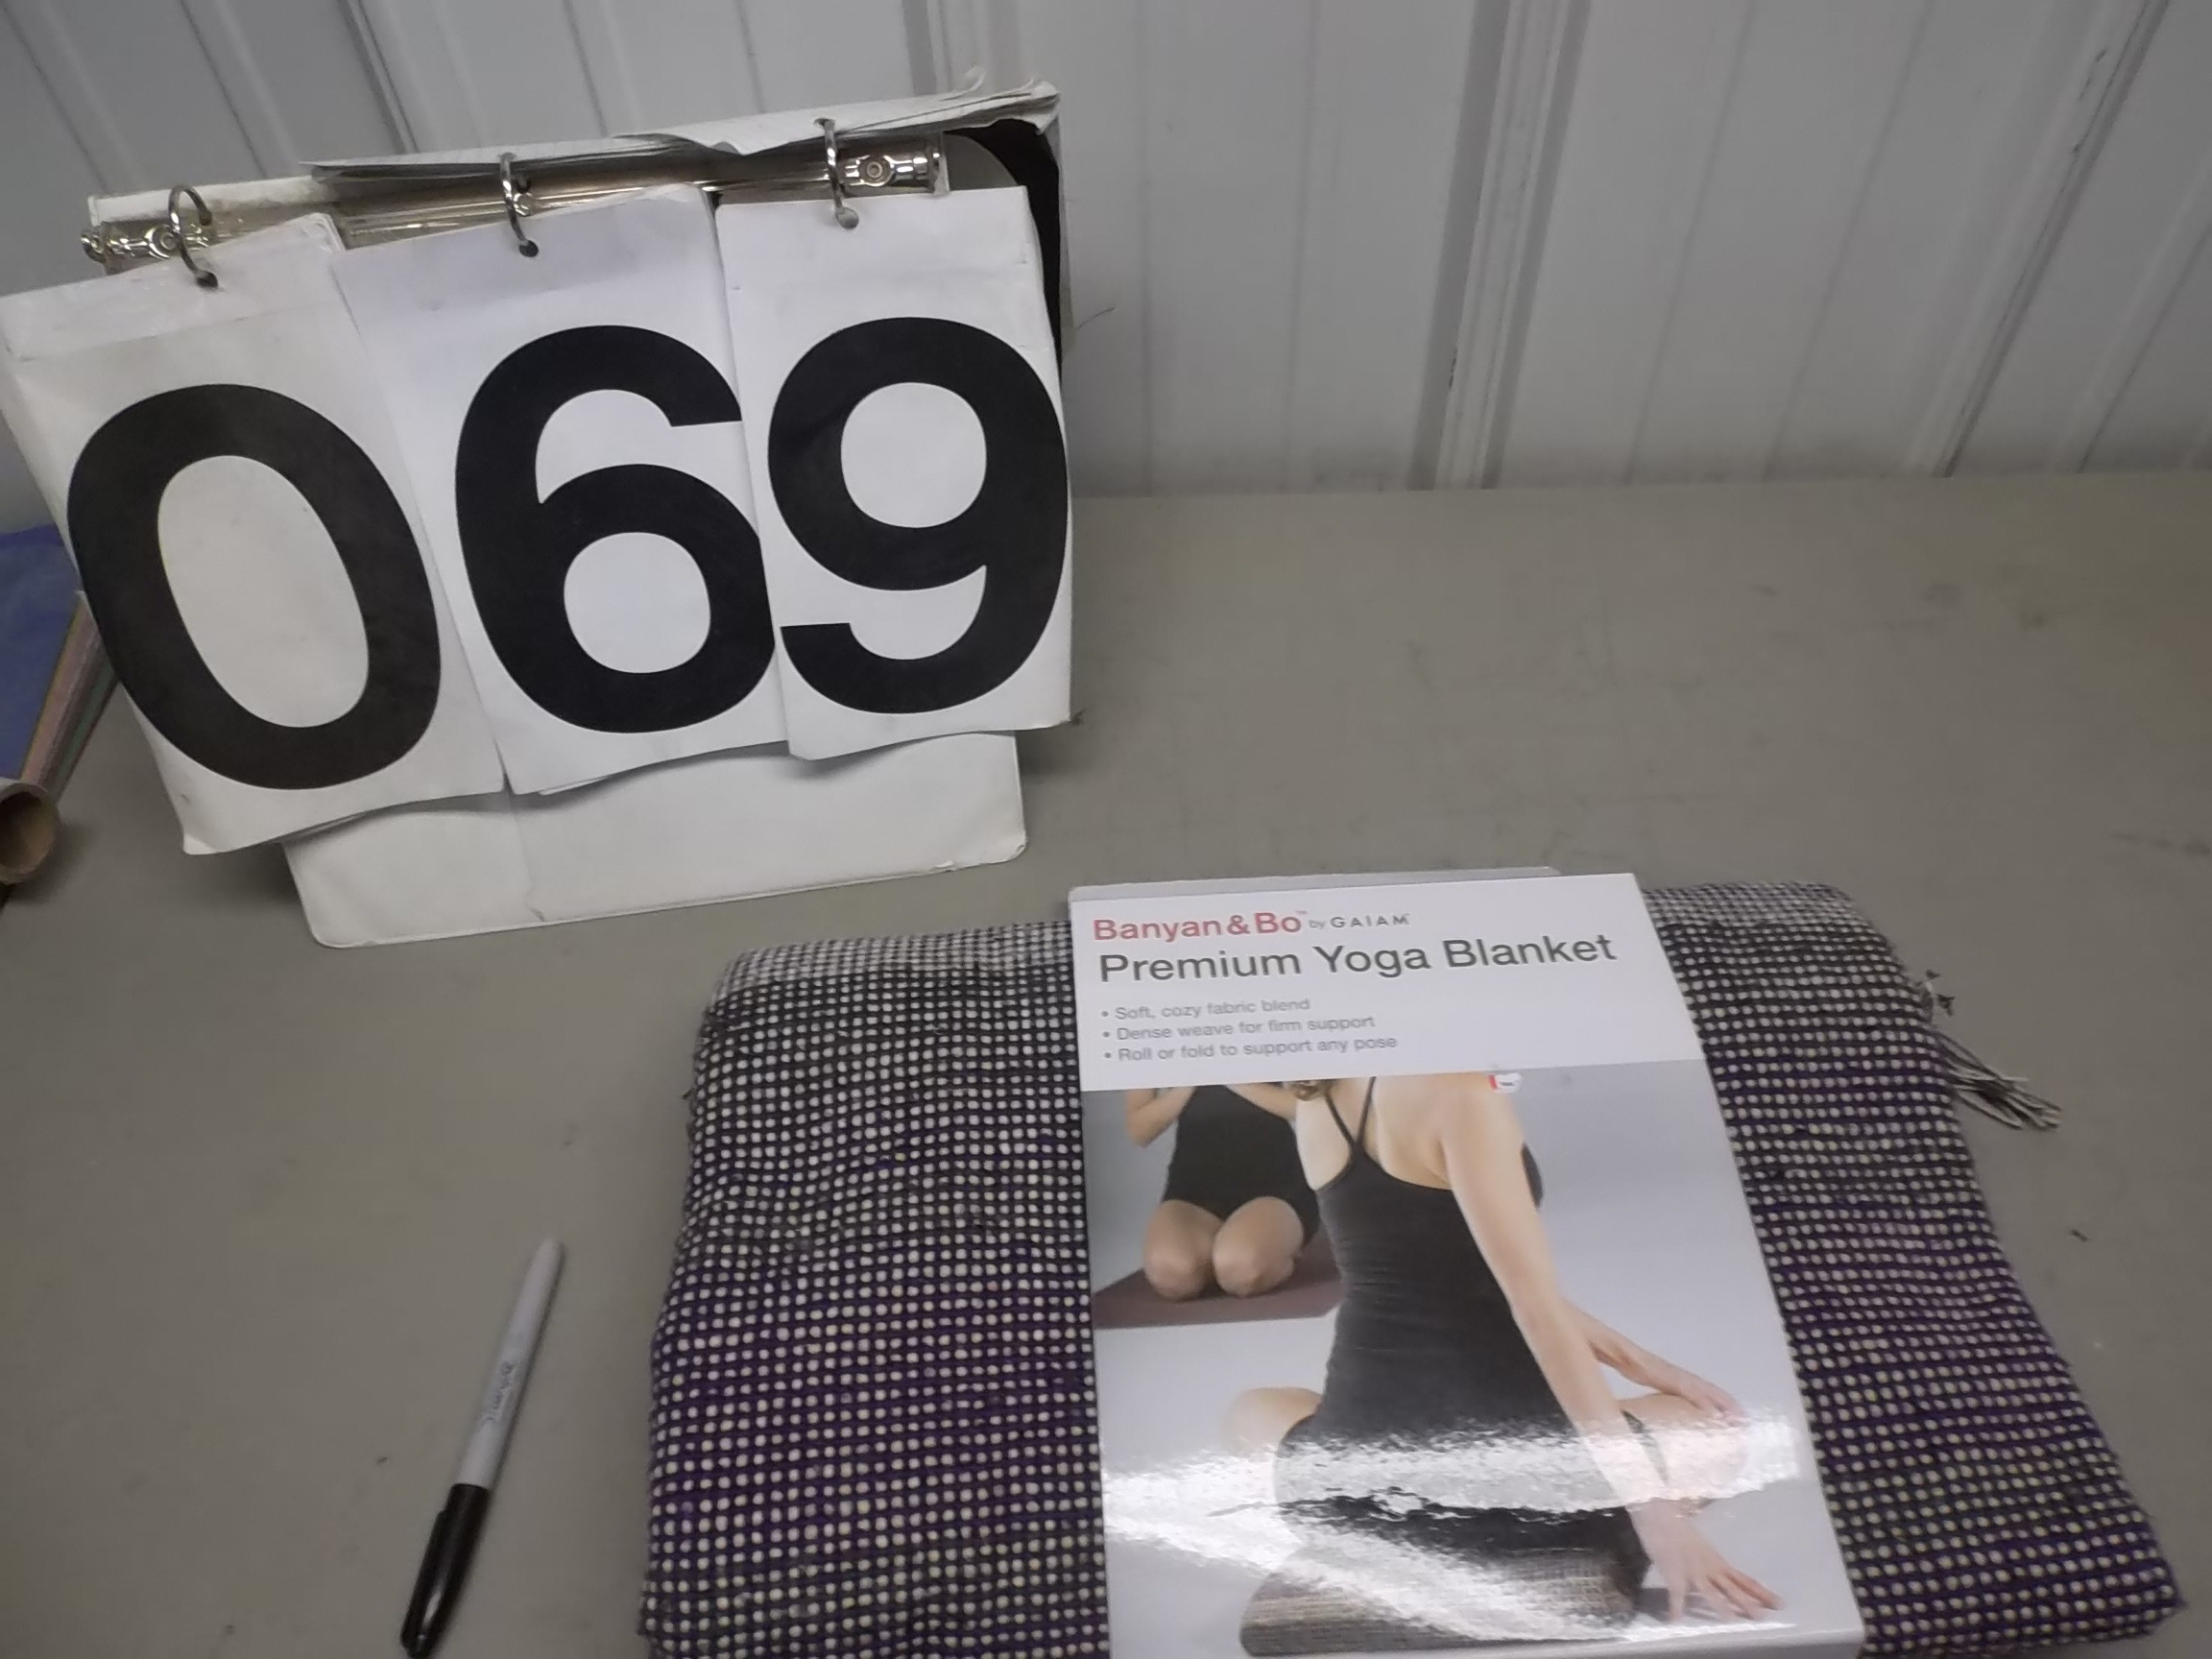 069
Banyan&Bo™ by GAIAM
Premium Yoga Blanket
• Soft, cozy fabric blend
• Dense weave for firm support
• Roll or fold to support any pose
Sharpie